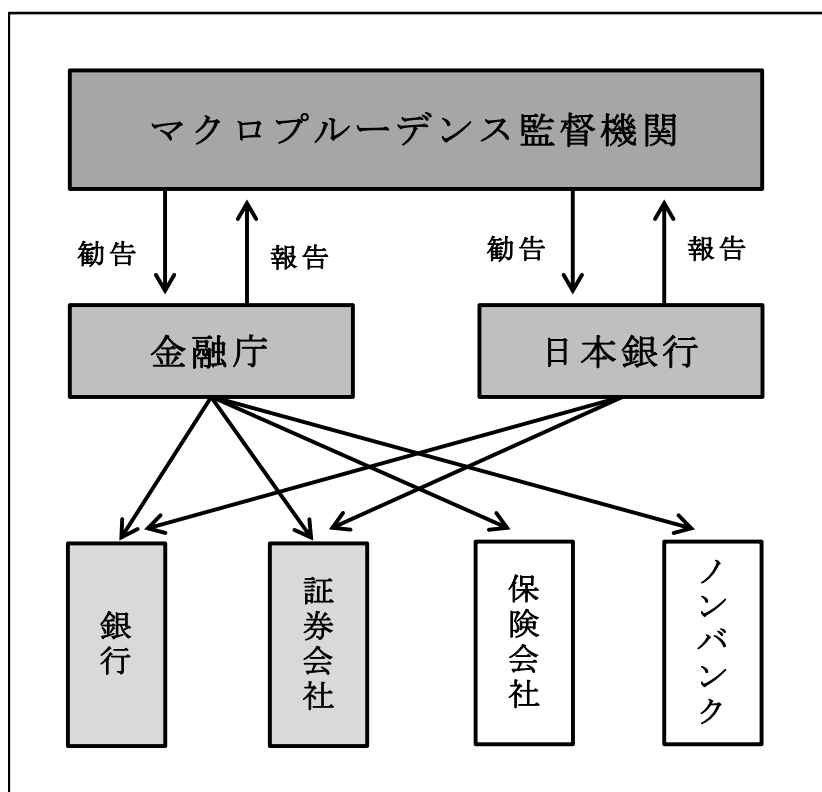 マクロプルーデンス監督機関
勧告
報告
勧告
報告
金融庁
日本銀行
銀行
証券会社
保険会社
ノンバンク